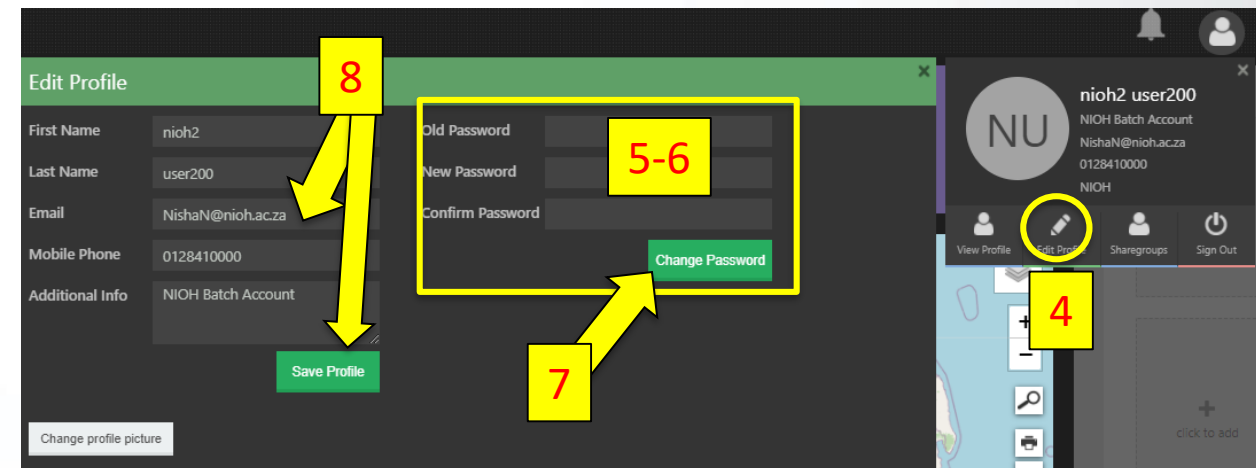 Edit Profile
8
First Name
nioh2
Last Name
user200
Email
NishaN@nioh.ac.za
Mobile Phone
0128410000
Additional Info
NIOH Batch Account
Save Profile
Change profile picture
Old Password
New Password
Confirm Password
5-6
Change Password
7
NU
nioh2 user200
NIOH Batch Account
NishaN@nioh.ac.za
0128410000
NIOH
View Profile
Edit Profile
Sharegroups
Sign Out
4
+
−
+
click to add